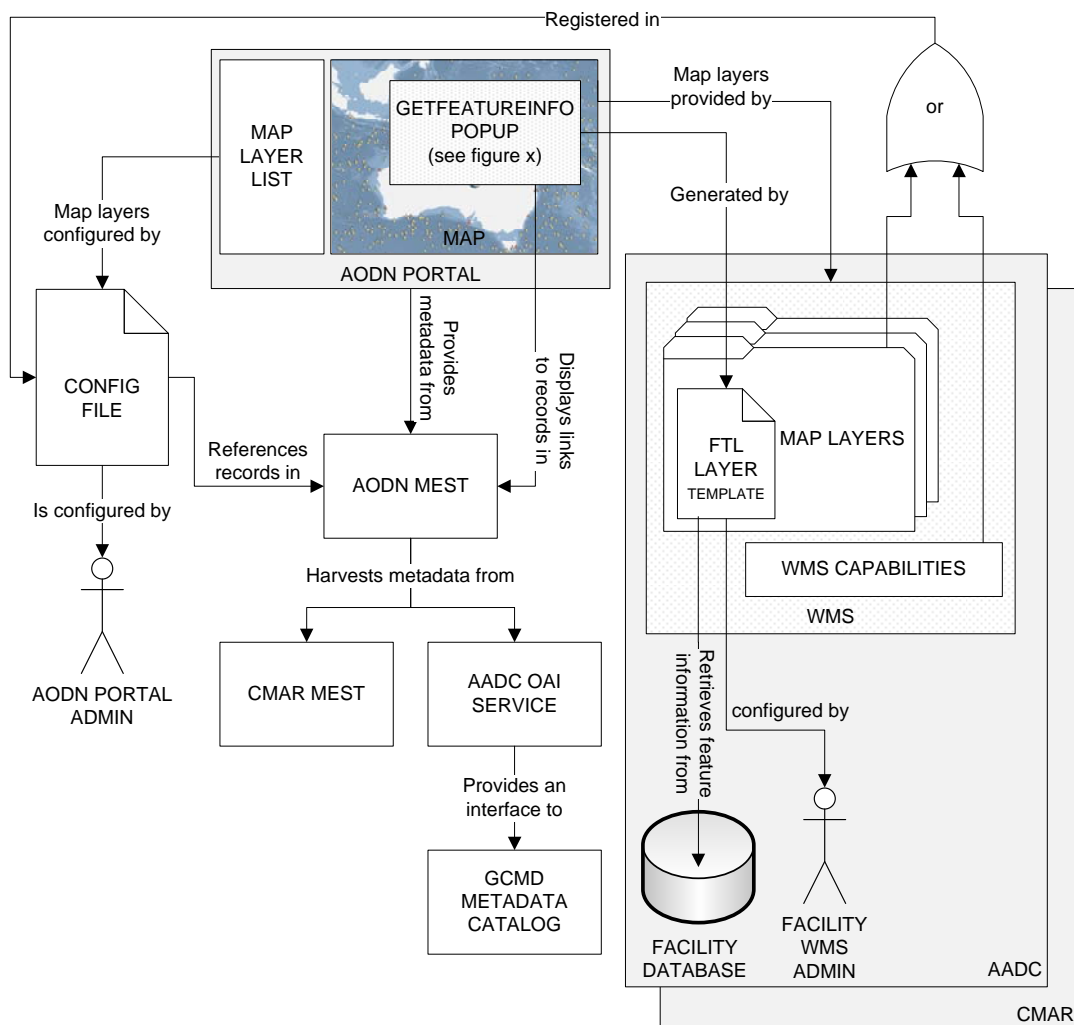 Registered in
MAP
LAYER
LIST
GETFEATUREINFO
POPUP
(see figure x)
MAP
AODN PORTAL
Map layers
provided by
or
Map layers
configured by
Generated by
CONFIG
FILE
Provides
metadata from
Displays links
to records in
References
records in
AODN MEST
FTL
LAYER
TEMPLATE
MAP LAYERS
WMS CAPABILITIES
WMS
Is configured by
AODN PORTAL
ADMIN
Harvests metadata from
CMAR MEST
AADC OAI
SERVICE
Provides an
interface to
GCMD
METADATA
CATALOG
Retrieves feature
information from
configured by
FACILITY
DATABASE
FACILITY
WMS
ADMIN
AADC
CMAR